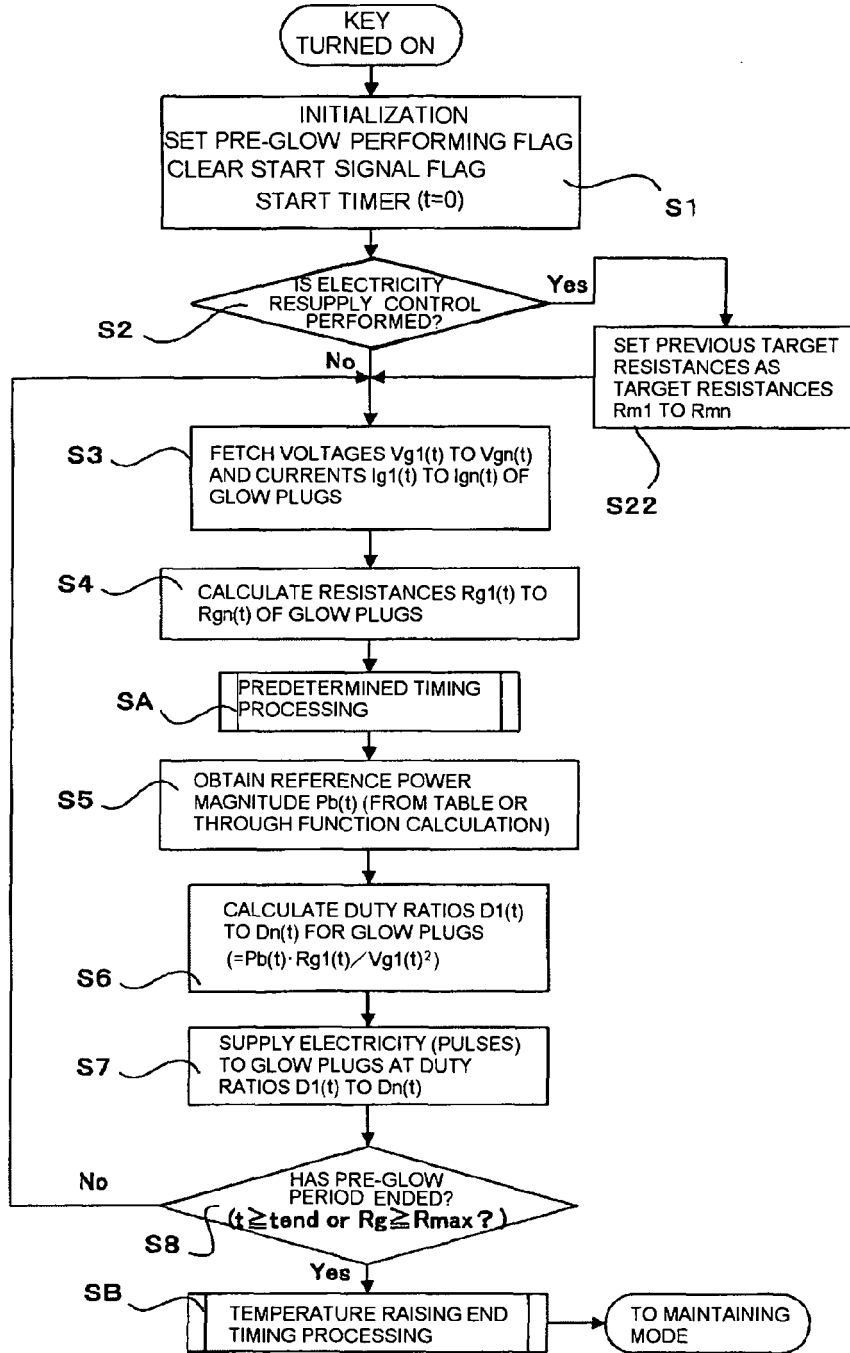 KEY
TURNED ON
INITIALIZATION
SET PRE-GLOW PERFORMING FLAG
CLEAR START SIGNAL FLAG
START TIMER (t=0)
S1
IS ELECTRICITY
RESUPPLY CONTROL
PERFORMED?
S2
Yes
No
SET PREVIOUS TARGET
RESISTANCES AS
TARGET RESISTANCES
Rm1 TO Rmn
S22
S3
FETCH VOLTAGES Vg1(t) TO Vgn(t)
AND CURRENTS Ig1(t) TO Ign(t) OF
GLOW PLUGS
S4
CALCULATE RESISTANCES Rg1(t) TO
Rgn(t) OF GLOW PLUGS
SA
PREDETERMINED TIMING
PROCESSING
S5
OBTAIN REFERENCE POWER
MAGNITUDE Pb(t) (FROM TABLE OR
THROUGH FUNCTION CALCULATION)
CALCULATE DUTY RATIOS D1(t)
TO Dn(t) FOR GLOW PLUGS
(=Pb(t)·Rg1(t)/Vg1(t)²)
S6
S7
SUPPLY ELECTRICITY (PULSES)
TO GLOW PLUGS AT DUTY
RATIOS D1(t) TO Dn(t)
No
HAS PRE-GLOW
PERIOD ENDED?
(t≧tend or Rg≧Rmax?)
S8
Yes
SB
TEMPERATURE RAISING END
TIMING PROCESSING
TO MAINTAINING
MODE